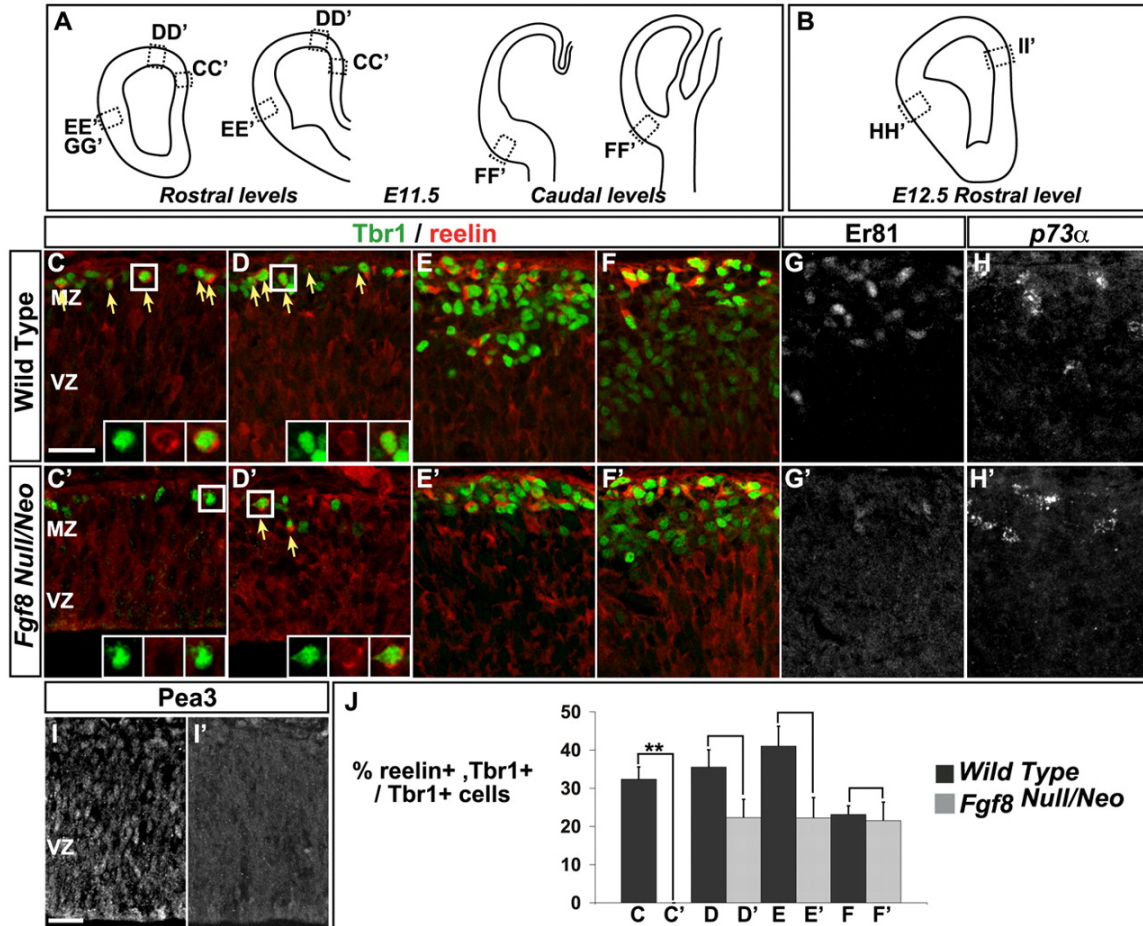 A
DD'
CC'
EE'
GG'
DD'
CC'
EE'
FF'
FF'
Rostral levels
E11.5
Caudal levels
B
II'
HH'
E12.5 Rostral level
Tbr1 / reelin
Er81
p73α
Wild Type
C
MZ
VZ
D
E
F
G
H
Fgf8 Null/Neo
C'
MZ
VZ
D'
E'
F'
G'
H'
Pea3
I
VZ
I'
J
% reelin+ ,Tbr1+
/ Tbr1+ cells
50
40
30
20
10
0
**
C C' D D' E E' F F'
Wild Type
Fgf8 Null/Neo